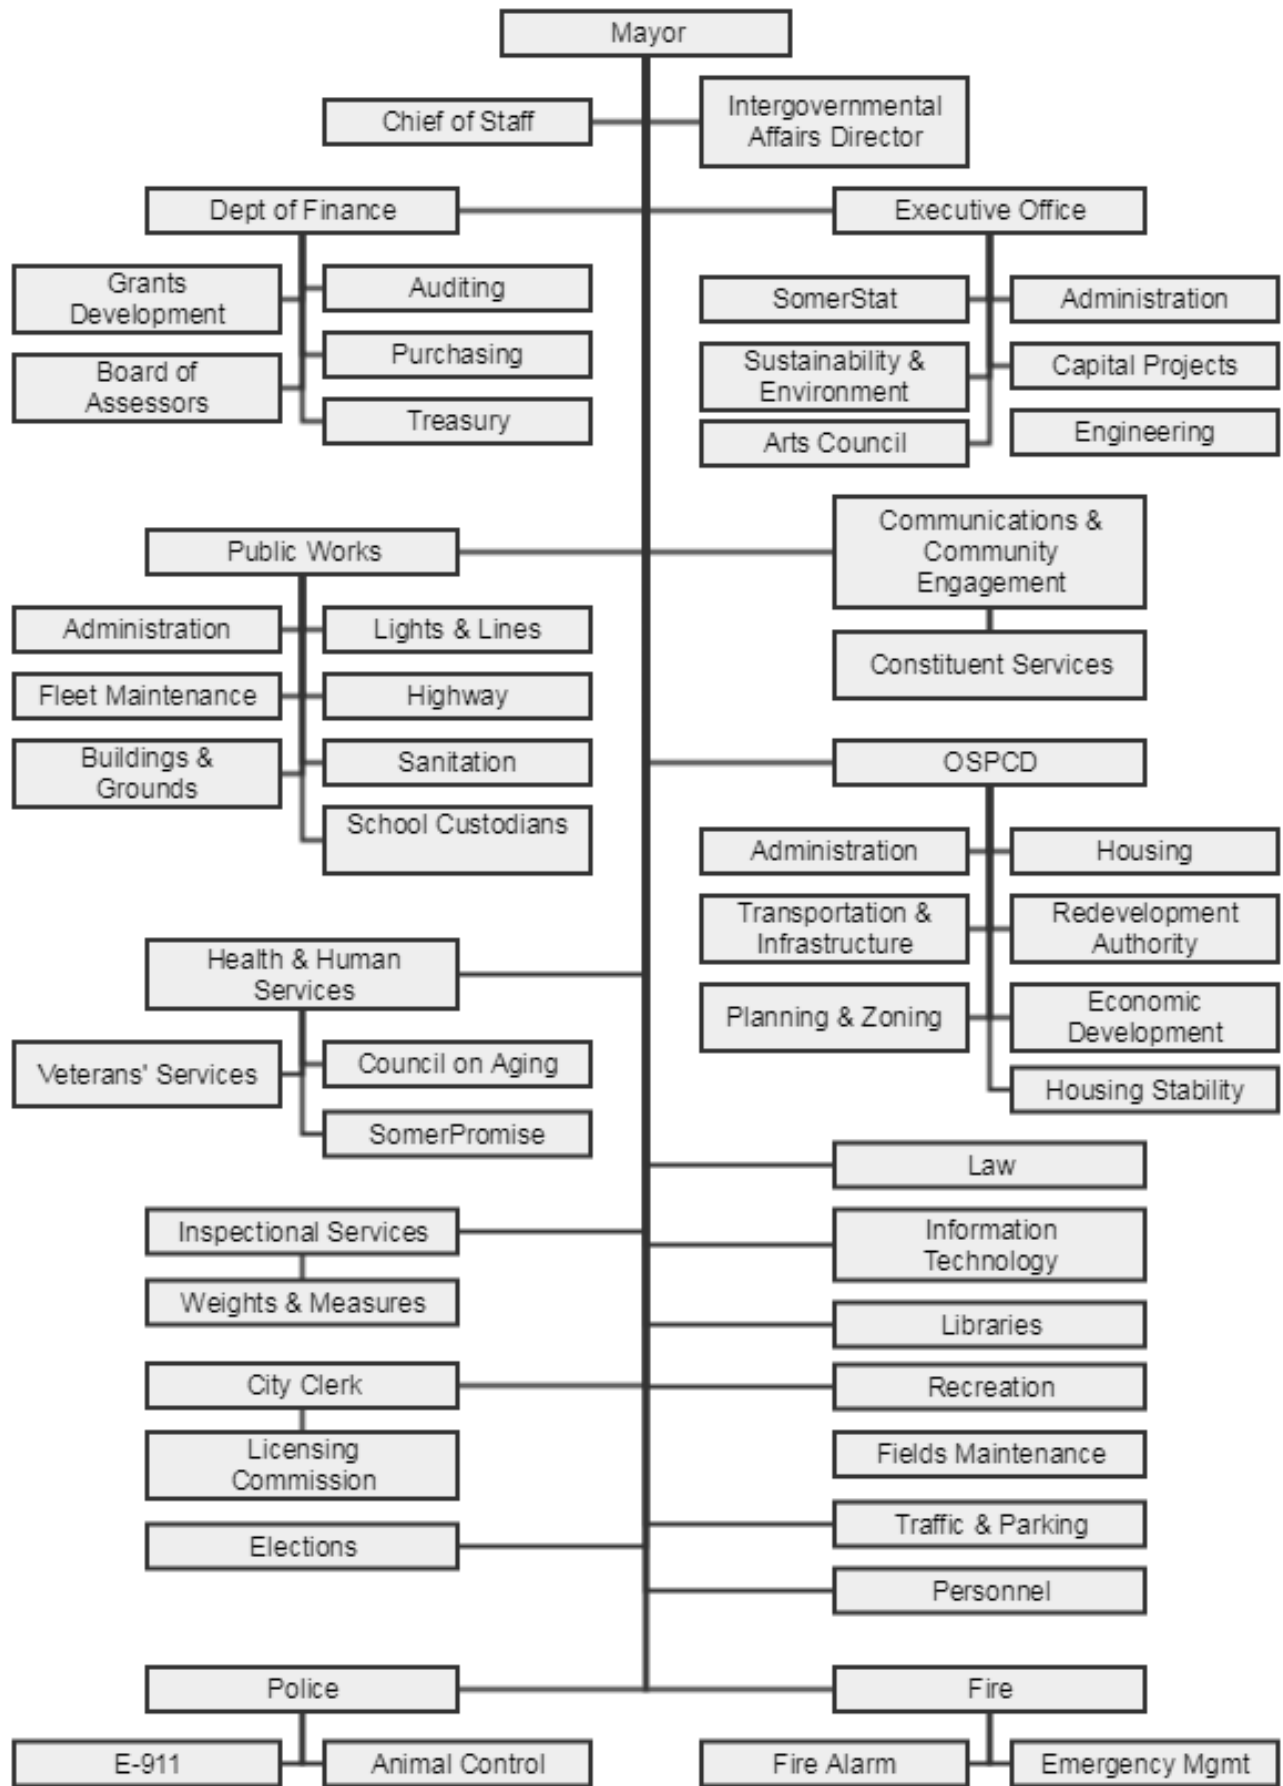 Mayor
Chief of Staff
Intergovernmental
Affairs Director
Dept of Finance
Executive Office
Grants
Development
Auditing
Board of
Assessors
Purchasing
Treasury
SomerStat
Administration
Sustainability &
Environment
Capital Projects
Arts Council
Engineering
Public Works
Communications &
Community
Engagement
Administration
Lights & Lines
Constituent Services
Fleet Maintenance
Highway
Buildings &
Grounds
Sanitation
School Custodians
OSPCD
Administration
Housing
Transportation &
Infrastructure
Redevelopment
Authority
Planning & Zoning
Economic
Development
Housing Stability
Health & Human
Services
Veterans' Services
Council on Aging
SomerPromise
Law
Inspectional Services
Information
Technology
Weights & Measures
Libraries
City Clerk
Recreation
Licensing
Commission
Fields Maintenance
Elections
Traffic & Parking
Personnel
Police
Fire
E-911
Animal Control
Fire Alarm
Emergency Mgmt